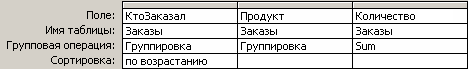 Поле: КтоЗаказал Продукт Количество
Имя таблицы: Заказы Заказы Заказы
Групповая операция: Группировка Группировка Sum
Сортировка: по возрастанию